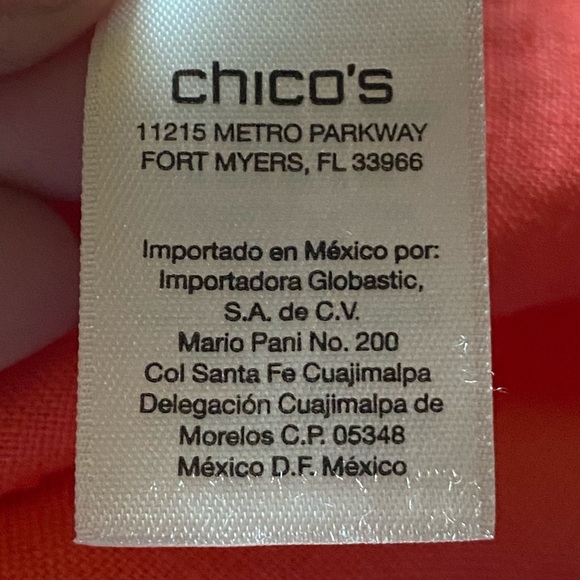 chico's
11215 METRO PARKWAY
FORT MYERS, FL 33966
Importado en México por:
Importadora Globastic,
S.A. de C.V.
Mario Pani No. 200
Col Santa Fe Cuajimalpa
Delegación Cuajimalpa de
Morelos C.P. 05348
México D.F. México